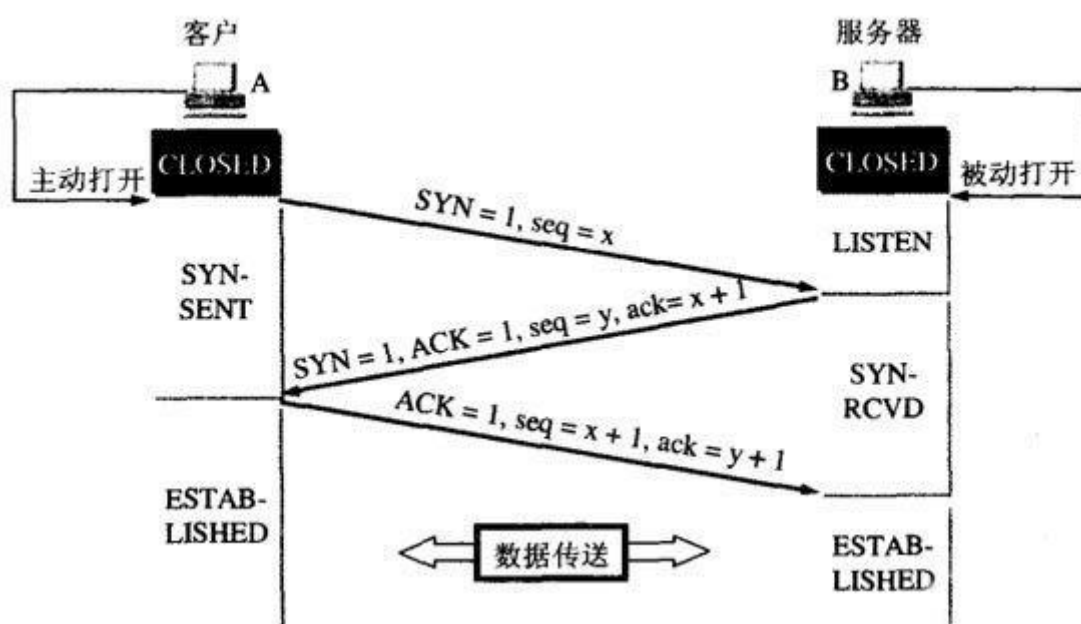 客户
服务器
A
B
CLOSED
CLOSED
主动打开
被动打开
SYN = 1, seq = x
LISTEN
SYN-
SENT
SYN = 1, ACK = 1, seq = y, ack= x + 1
SYN-
RCVD
ACK = 1, seq = x + 1, ack = y + 1
ESTAB-
LISHED
数据传送
ESTAB-
LISHED